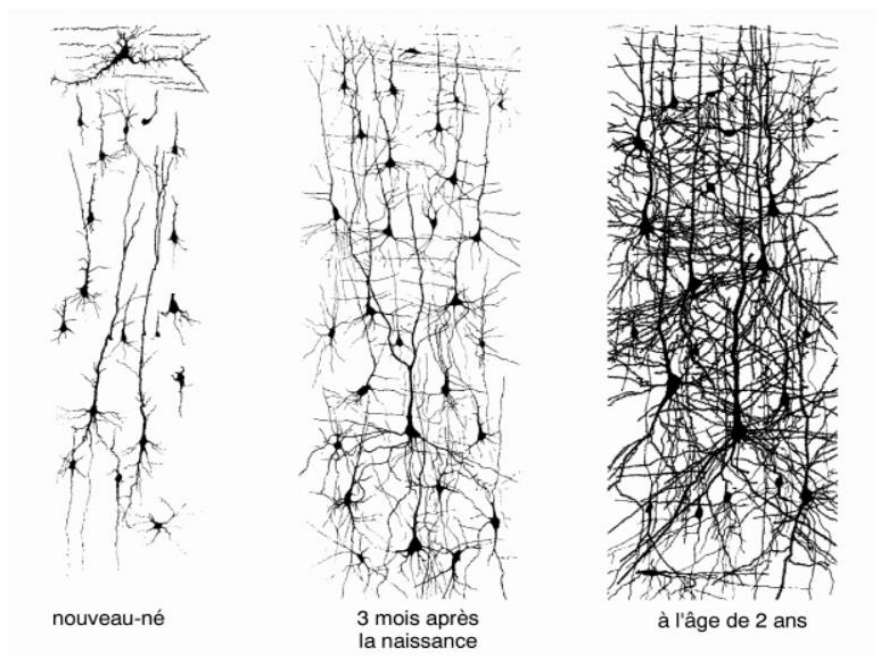 nouveau-né
3 mois après
la naissance
à l'âge de 2 ans